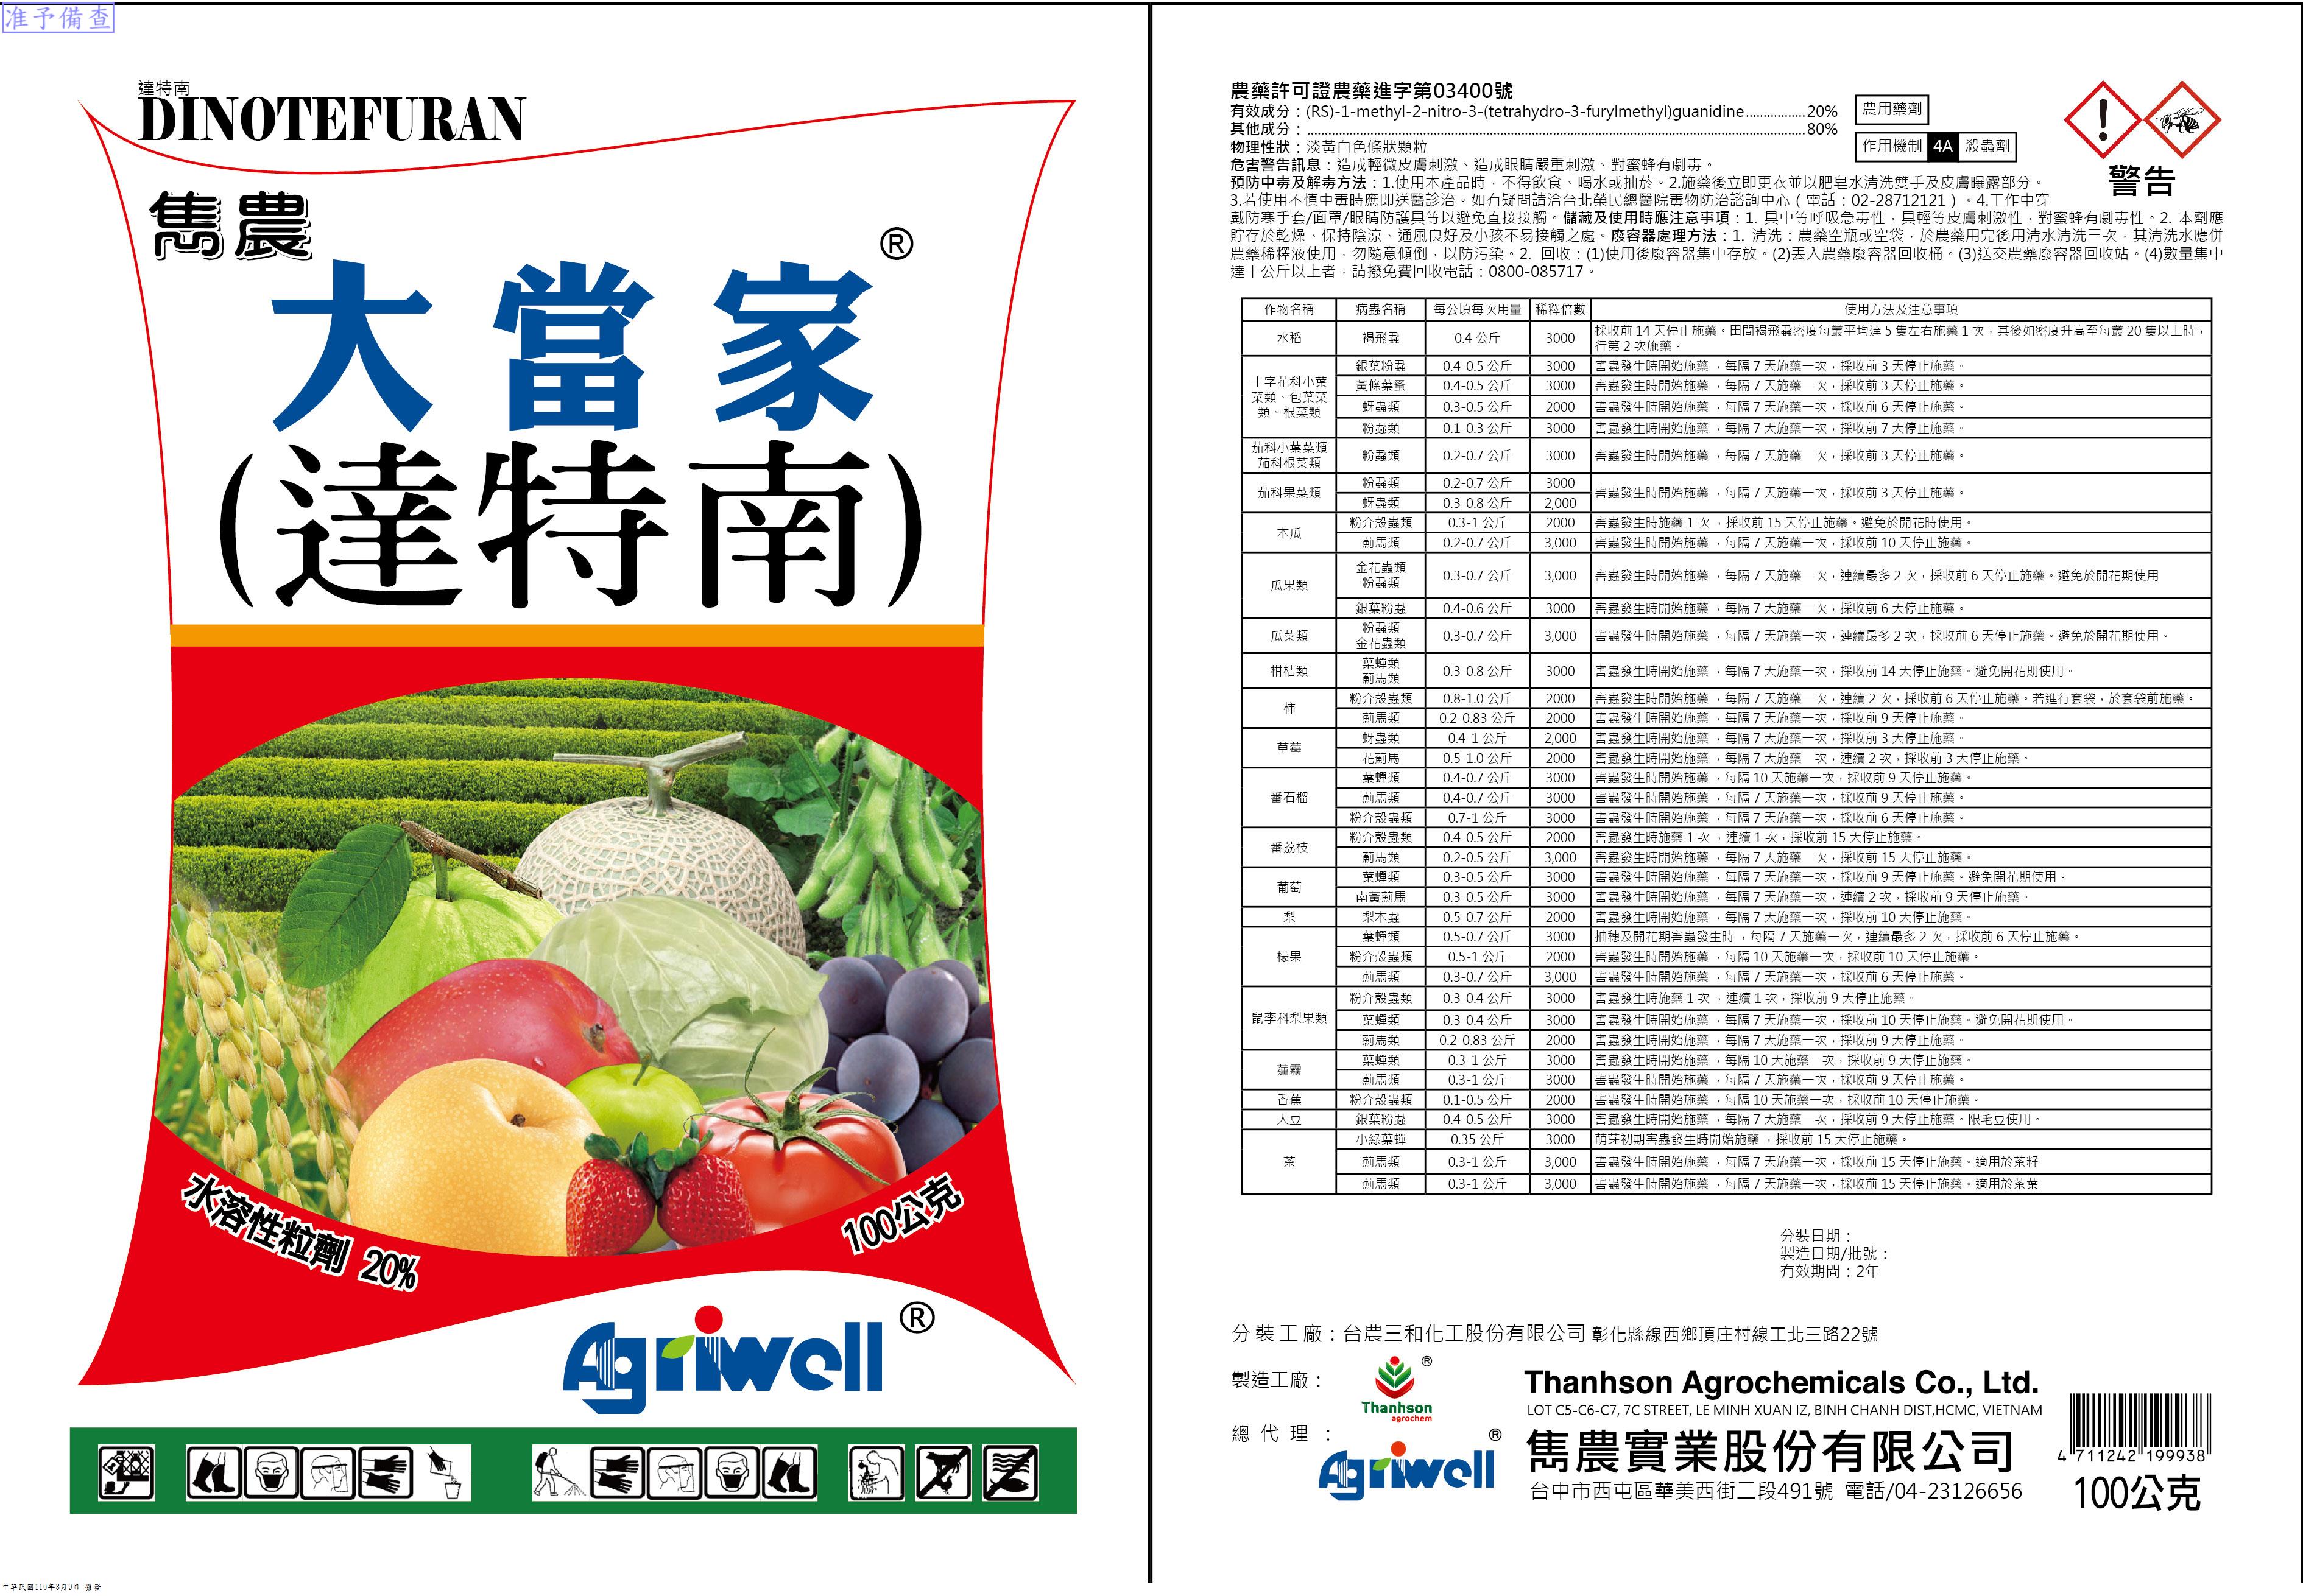 准予備查
達特南
DINOTEFURAN
雋農
®
大當家
(達特南)
水溶性粒劑 20%
100公克
Agriwell ®
中華民國110年3月9日 簽發
農藥許可證農藥進字第03400號
有效成分：(RS)-1-methyl-2-nitro-3-(tetrahydro-3-furylmethyl)guanidine.................20%
其他成分：.................80%
物理性狀：淡黃白色條狀顆粒
農用藥劑
作用機制 4A 殺蟲劑
警告
危害警告訊息：造成輕微皮膚刺激、造成眼睛嚴重刺激、對蜜蜂有劇毒。
預防中毒及解毒方法：1.使用本產品時，不得飲食、喝水或抽菸。2.施藥後立即更衣並以肥皂水清洗雙手及皮膚曝露部分。
3.若使用不慎中毒時應即送醫診治。如有疑問請洽台北榮民總醫院毒物防治諮詢中心（電話：02-28712121）。4.工作中穿
戴防寒手套/面罩/眼睛防護具等以避免直接接觸。儲藏及使用時應注意事項：1. 具中等呼吸急毒性，具輕等皮膚刺激性，對蜜蜂有劇毒性。2. 本劑應
貯存於乾燥、保持陰涼、通風良好及小孩不易接觸之處。廢容器處理方法：1. 清洗：農藥空瓶或空袋，於農藥用完後用清水清洗三次，其清洗水應併
農藥稀釋液使用，勿隨意傾倒，以防污染。2. 回收：(1)使用後廢容器集中存放。(2)丟入農藥廢容器回收桶。(3)送交農藥廢容器回收站。(4)數量集中
達十公斤以上者，請撥免費回收電話：0800-085717。
作物名稱 病蟲名稱 每公頃每次用量 稀釋倍數 使用方法及注意事項
水稻 褐飛蝨 0.4 公斤 3000 採收前 14 天停止施藥。田間褐飛蝨密度每叢平均達 5 隻左右施藥 1 次，其後如密度升高至每叢 20 隻以上時，
行第 2 次施藥。
十字花科小葉
菜類、包葉菜
類、根菜類
銀葉粉蝨 0.4-0.5 公斤 3000 害蟲發生時開始施藥，每隔 7 天施藥一次，採收前 3 天停止施藥。
黃條葉蚤 0.4-0.5 公斤 3000 害蟲發生時開始施藥，每隔 7 天施藥一次，採收前 3 天停止施藥。
蚜蟲類 0.3-0.5 公斤 2000 害蟲發生時開始施藥，每隔 7 天施藥一次，採收前 6 天停止施藥。
粉蝨類 0.1-0.3 公斤 3000 害蟲發生時開始施藥，每隔 7 天施藥一次，採收前 7 天停止施藥。
茄科小葉菜類
茄科根菜類
粉蝨類 0.2-0.7 公斤 3000 害蟲發生時開始施藥，每隔 7 天施藥一次，採收前 3 天停止施藥。
茄科果菜類 粉蝨類 0.2-0.7 公斤 3000 害蟲發生時開始施藥，每隔 7 天施藥一次，採收前 3 天停止施藥。
蚜蟲類 0.3-0.8 公斤 2,000
木瓜 粉介殼蟲類 0.3-1 公斤 2000 害蟲發生時施藥 1 次，採收前 15 天停止施藥。避免於開花時使用。
薊馬類 0.2-0.7 公斤 3,000 害蟲發生時開始施藥，每隔 7 天施藥一次，採收前 10 天停止施藥。
瓜果類 金花蟲類
粉蝨類 0.3-0.7 公斤 3,000 害蟲發生時開始施藥，每隔 7 天施藥一次，連續最多 2 次，採收前 6 天停止施藥。避免於開花期使用
銀葉粉蝨 0.4-0.6 公斤 3000 害蟲發生時開始施藥，每隔 7 天施藥一次，採收前 6 天停止施藥。
瓜菜類 粉蝨類
金花蟲類 0.3-0.7 公斤 3,000 害蟲發生時開始施藥，每隔 7 天施藥一次，連續最多 2 次，採收前 6 天停止施藥。避免於開花期使用。
柑桔類 葉蟬類
薊馬類 0.3-0.8 公斤 3000 害蟲發生時開始施藥，每隔 7 天施藥一次，採收前 14 天停止施藥。避免開花期使用。
柿 粉介殼蟲類 0.8-1.0 公斤 2000 害蟲發生時開始施藥，每隔 7 天施藥一次，連續 2 次，採收前 6 天停止施藥。若進行套袋，於套袋前施藥。
薊馬類 0.2-0.83 公斤 2000 害蟲發生時開始施藥，每隔 7 天施藥一次，採收前 9 天停止施藥。
草莓 蚜蟲類 0.4-1 公斤 2,000 害蟲發生時開始施藥，每隔 7 天施藥一次，採收前 3 天停止施藥。
花薊馬 0.5-1.0 公斤 2000 害蟲發生時開始施藥，每隔 7 天施藥一次，連續 2 次，採收前 3 天停止施藥。
番石榴 葉蟬類 0.4-0.7 公斤 3000 害蟲發生時開始施藥，每隔 10 天施藥一次，採收前 9 天停止施藥。
薊馬類 0.4-0.7 公斤 3000 害蟲發生時開始施藥，每隔 7 天施藥一次，採收前 9 天停止施藥。
粉介殼蟲類 0.7-1 公斤 3000 害蟲發生時開始施藥，每隔 7 天施藥一次，採收前 6 天停止施藥。
番荔枝 粉介殼蟲類 0.4-0.5 公斤 2000 害蟲發生時施藥 1 次，連續 1 次，採收前 15 天停止施藥。
薊馬類 0.2-0.5 公斤 3,000 害蟲發生時開始施藥，每隔 7 天施藥一次，採收前 15 天停止施藥。
葡萄 葉蟬類 0.3-0.5 公斤 3000 害蟲發生時開始施藥，每隔 7 天施藥一次，採收前 9 天停止施藥。避免開花期使用。
南黃薊馬 0.3-0.5 公斤 3000 害蟲發生時開始施藥，每隔 7 天施藥一次，連續 2 次，採收前 9 天停止施藥。
梨 梨木蝨 0.5-0.7 公斤 2000 害蟲發生時開始施藥，每隔 7 天施藥一次，採收前 10 天停止施藥。
檬果 葉蟬類 0.5-0.7 公斤 3000 抽穗及開花期害蟲發生時，每隔 7 天施藥一次，連續最多 2 次，採收前 6 天停止施藥。
粉介殼蟲類 0.5-1 公斤 2000 害蟲發生時開始施藥，每隔 10 天施藥一次，採收前 10 天停止施藥。
薊馬類 0.3-0.7 公斤 3,000 害蟲發生時開始施藥，每隔 7 天施藥一次，採收前 6 天停止施藥。
鼠李科梨果類 粉介殼蟲類 0.3-0.4 公斤 3000 害蟲發生時施藥 1 次，連續 1 次，採收前 9 天停止施藥。
葉蟬類 0.3-0.4 公斤 3000 害蟲發生時開始施藥，每隔 7 天施藥一次，採收前 10 天停止施藥。避免開花期使用。
薊馬類 0.2-0.83 公斤 2000 害蟲發生時開始施藥，每隔 7 天施藥一次，採收前 9 天停止施藥。
蓮霧 葉蟬類 0.3-1 公斤 3000 害蟲發生時開始施藥，每隔 10 天施藥一次，採收前 9 天停止施藥。
薊馬類 0.3-1 公斤 3000 害蟲發生時開始施藥，每隔 7 天施藥一次，採收前 9 天停止施藥。
香蕉 粉介殼蟲類 0.1-0.5 公斤 2000 害蟲發生時開始施藥，每隔 10 天施藥一次，採收前 10 天停止施藥。
大豆 銀葉粉蝨 0.4-0.5 公斤 3000 害蟲發生時開始施藥，每隔 7 天施藥一次，採收前 9 天停止施藥。限毛豆使用。
茶 小綠葉蟬 0.35 公斤 3000 萌芽初期害蟲發生時開始施藥，採收前 15 天停止施藥。
薊馬類 0.3-1 公斤 3,000 害蟲發生時開始施藥，每隔 7 天施藥一次，採收前 15 天停止施藥。適用於茶籽
薊馬類 0.3-1 公斤 3,000 害蟲發生時開始施藥，每隔 7 天施藥一次，採收前 15 天停止施藥。適用於茶葉
分裝日期：
製造日期/批號：
有效期間：2年
分裝工廠：台農三和化工股份有限公司 彰化縣線西鄉頂庄村線工北三路22號
製造工廠：
Thanhson ®
agrochem
Thanhson Agrochemicals Co., Ltd.
LOT C5-C6-C7, 7C STREET, LE MINH XUAN IZ, BINH CHANH DIST,HCMC, VIETNAM
總代理：
Agriwell ®
雋農實業股份有限公司
台中市西屯區華美西街二段491號 電話/04-23126656
4 711242 199938
100公克